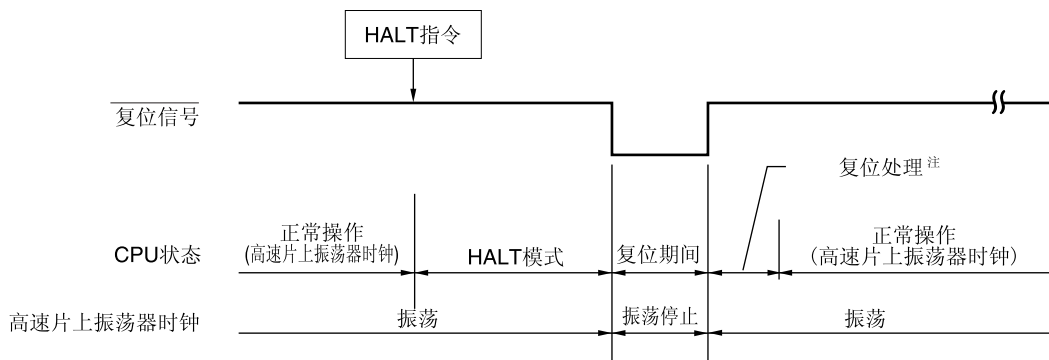 HALT指令
复位信号
复位处理注
CPU状态
正常操作
(高速片上振荡器时钟)
HALT模式
复位期间
正常操作
（高速片上振荡器时钟）
高速片上振荡器时钟
振荡
振荡停止
振荡